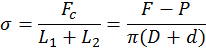 σ = F_c / (L_1 + L_2) = (F − P) / (π(D + d))